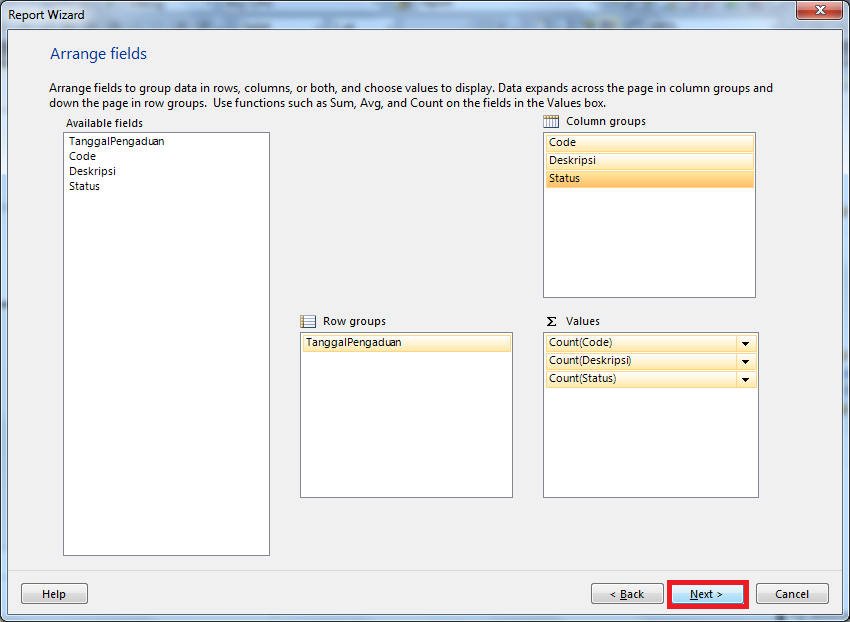 Report Wizard
Arrange fields
Arrange fields to group data in rows, columns, or both, and choose values to display. Data expands across the page in column groups and
down the page in row groups.  Use functions such as Sum, Avg, and Count on the fields in the Values box.
Available fields
TanggalPengaduan
Code
Deskripsi
Status
Column groups
Code
Deskripsi
Status
Row groups
TanggalPengaduan
Σ Values
Count(Code)
Count(Deskripsi)
Count(Status)
Help
< Back
Next >
Cancel